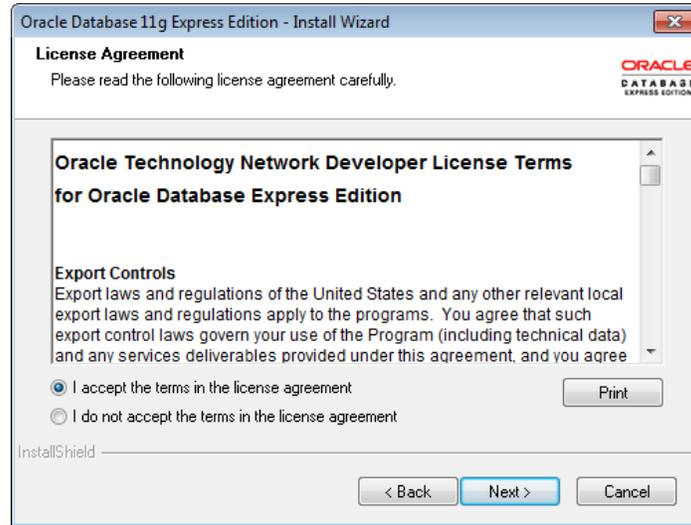 Oracle Database 11g Express Edition - Install Wizard
License Agreement
Please read the following license agreement carefully.
ORACLE
DATABASE
EXPRESS EDITION
Oracle Technology Network Developer License Terms
for Oracle Database Express Edition
Export Controls
Export laws and regulations of the United States and any other relevant local
export laws and regulations apply to the programs. You agree that such
export control laws govern your use of the Program (including technical data)
and any services deliverables provided under this agreement, and you agree
I accept the terms in the license agreement
Print
I do not accept the terms in the license agreement
InstallShield
< Back
Next >
Cancel